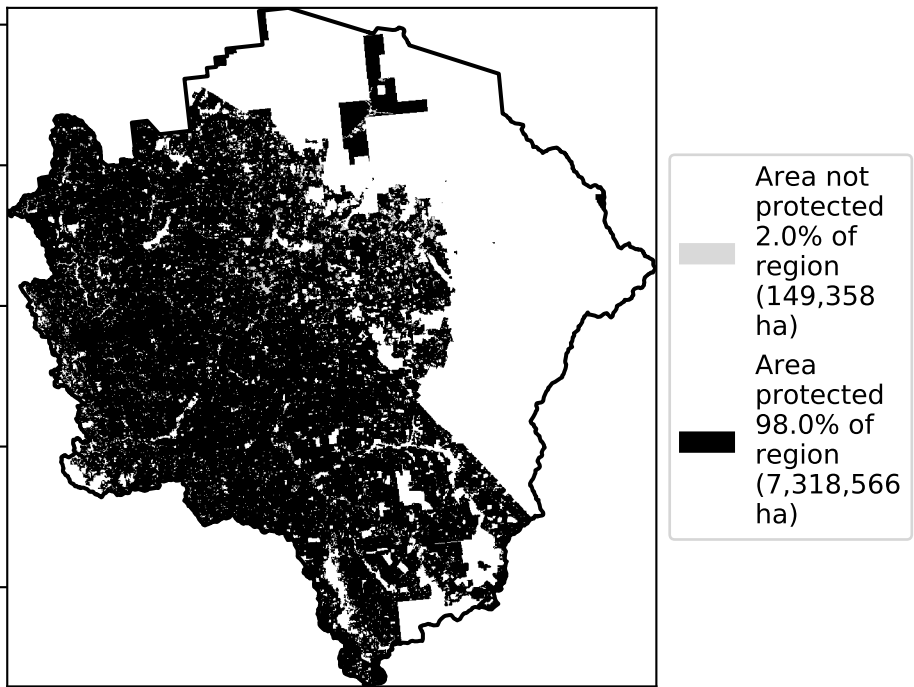 Area not
protected
2.0% of
region
(149,358
ha)
Area
protected
98.0% of
region
(7,318,566
ha)